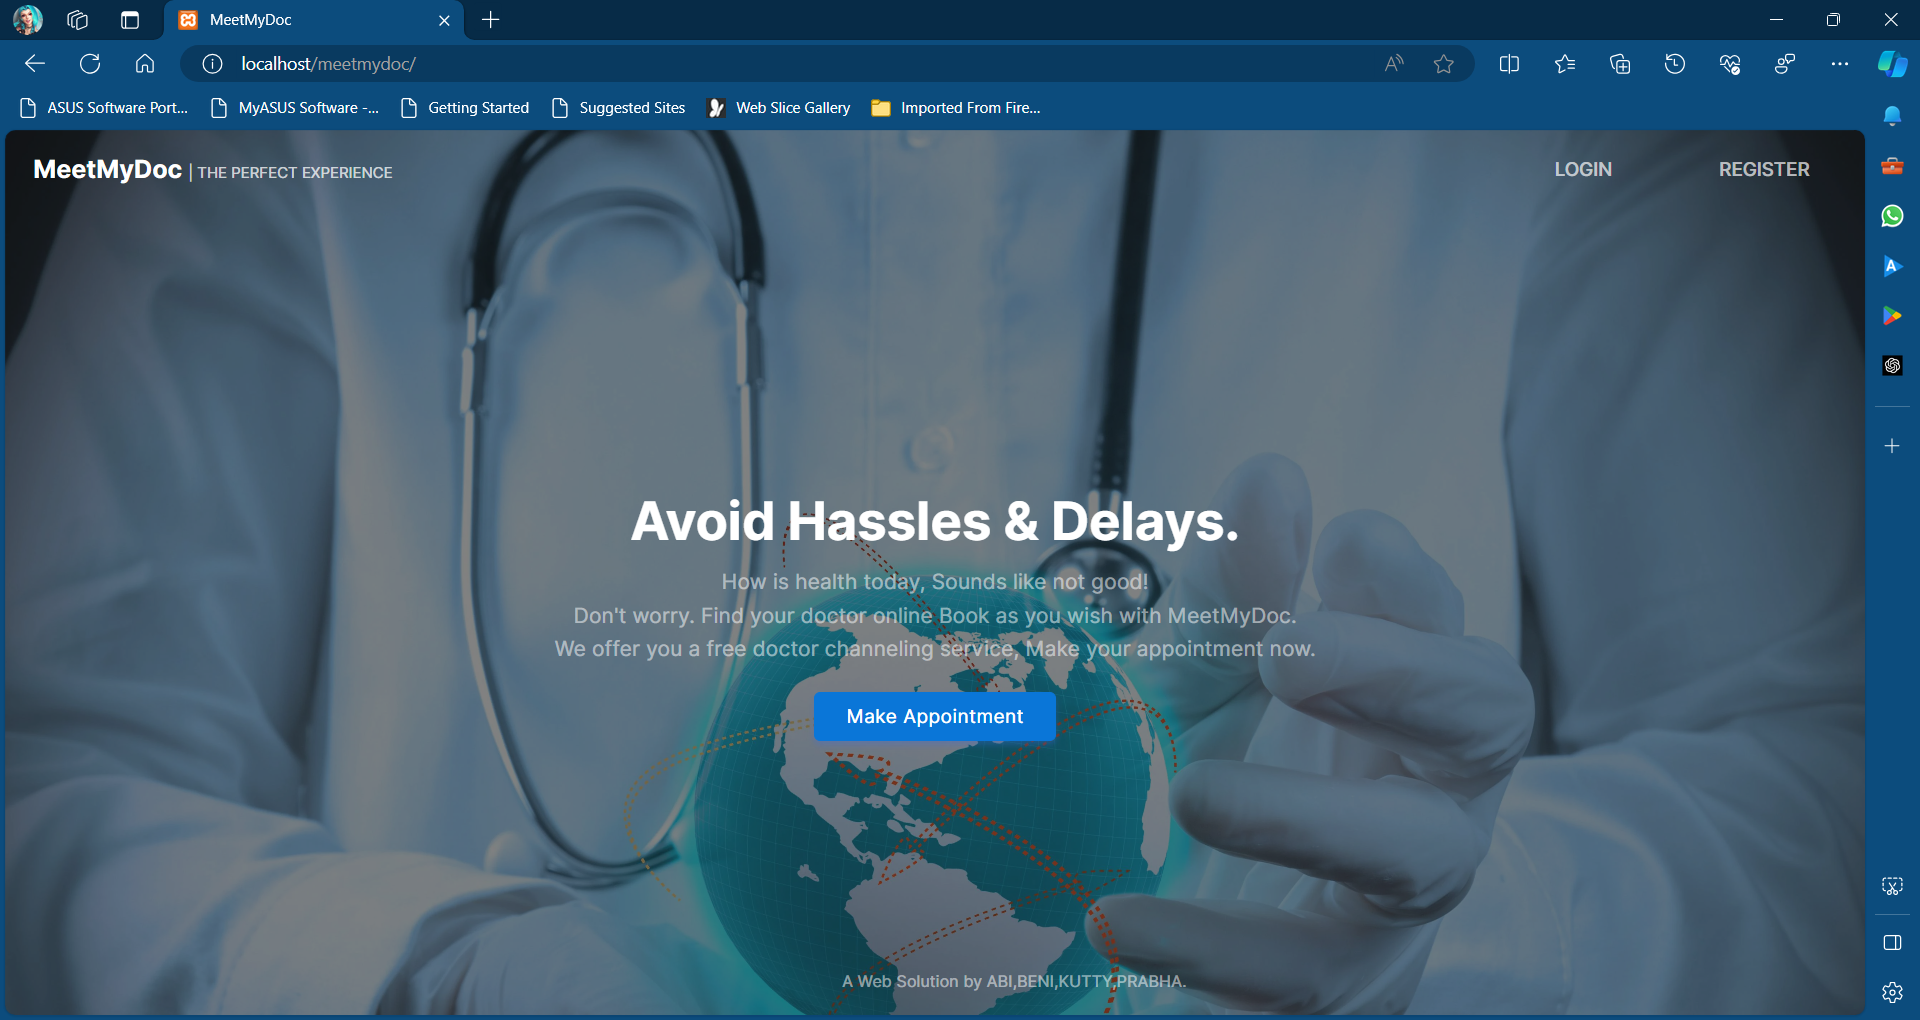 MeetMyDoc
localhost/meetmydoc/
ASUS Software Port... MyASUS Software -... Getting Started Suggested Sites Web Slice Gallery Imported From Fire...
MeetMyDoc | THE PERFECT EXPERIENCE LOGIN REGISTER
Avoid Hassles & Delays.
How is health today, Sounds like not good!
Don't worry. Find your doctor online Book as you wish with MeetMyDoc.
We offer you a free doctor channeling service, Make your appointment now.
Make Appointment
A Web Solution by ABI,BENI,KUTTY,PRABHA.